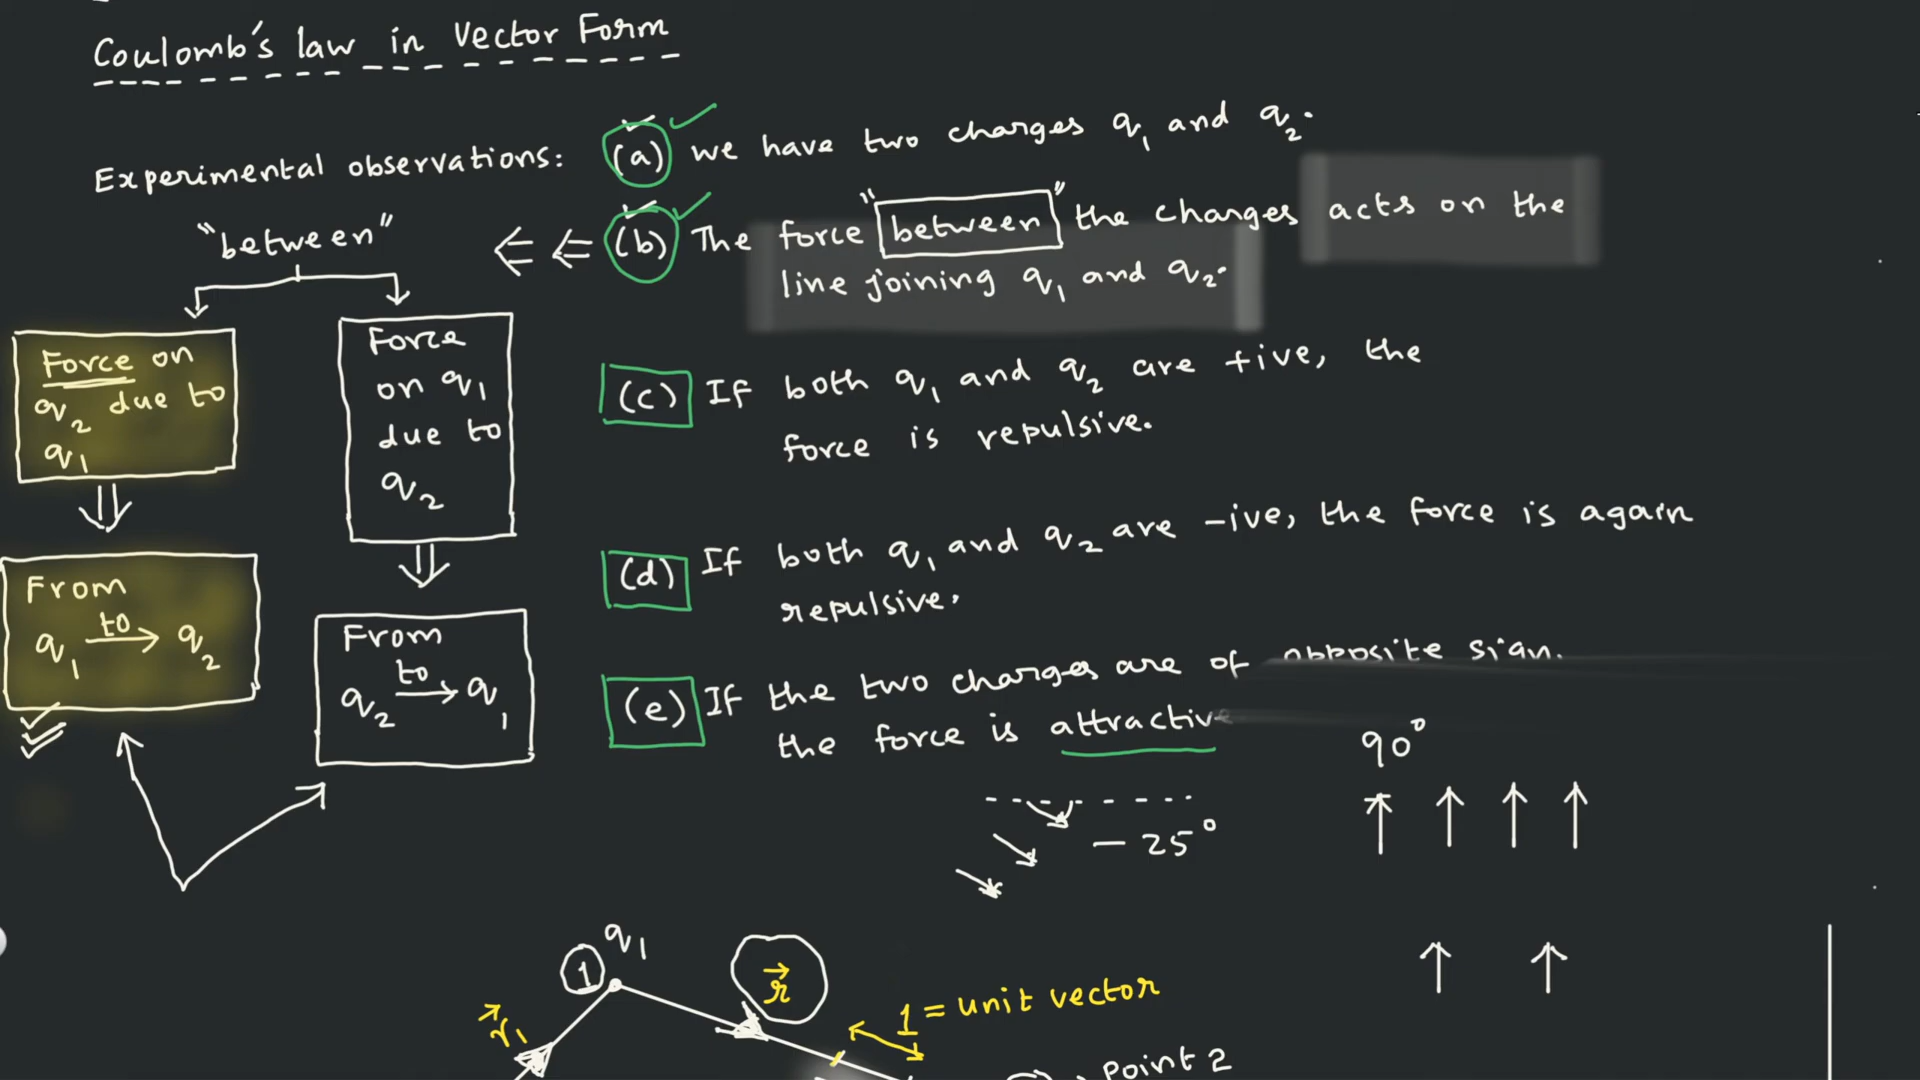 Coulomb's law in Vector Form
Experimental observations: (a) we have two charges q₁ and q₂.
(b) The force "between" the charges acts on the
line joining q₁ and q₂.
"between"
Force on
q₂ due to
q₁
Force
on q₁
due to
q₂
From
q₁ to→ q₂
From
q₂ to→ q₁
(c) If both q₁ and q₂ are +ive, the
force is repulsive.
(d) If both q₁ and q₂ are -ive, the force is again
repulsive.
(e) If the two charges are of opposite sign.
the force is attractive
90°
-25°
1 q₁
r⃗
r⃗₁
1 = unit vector
Point 2